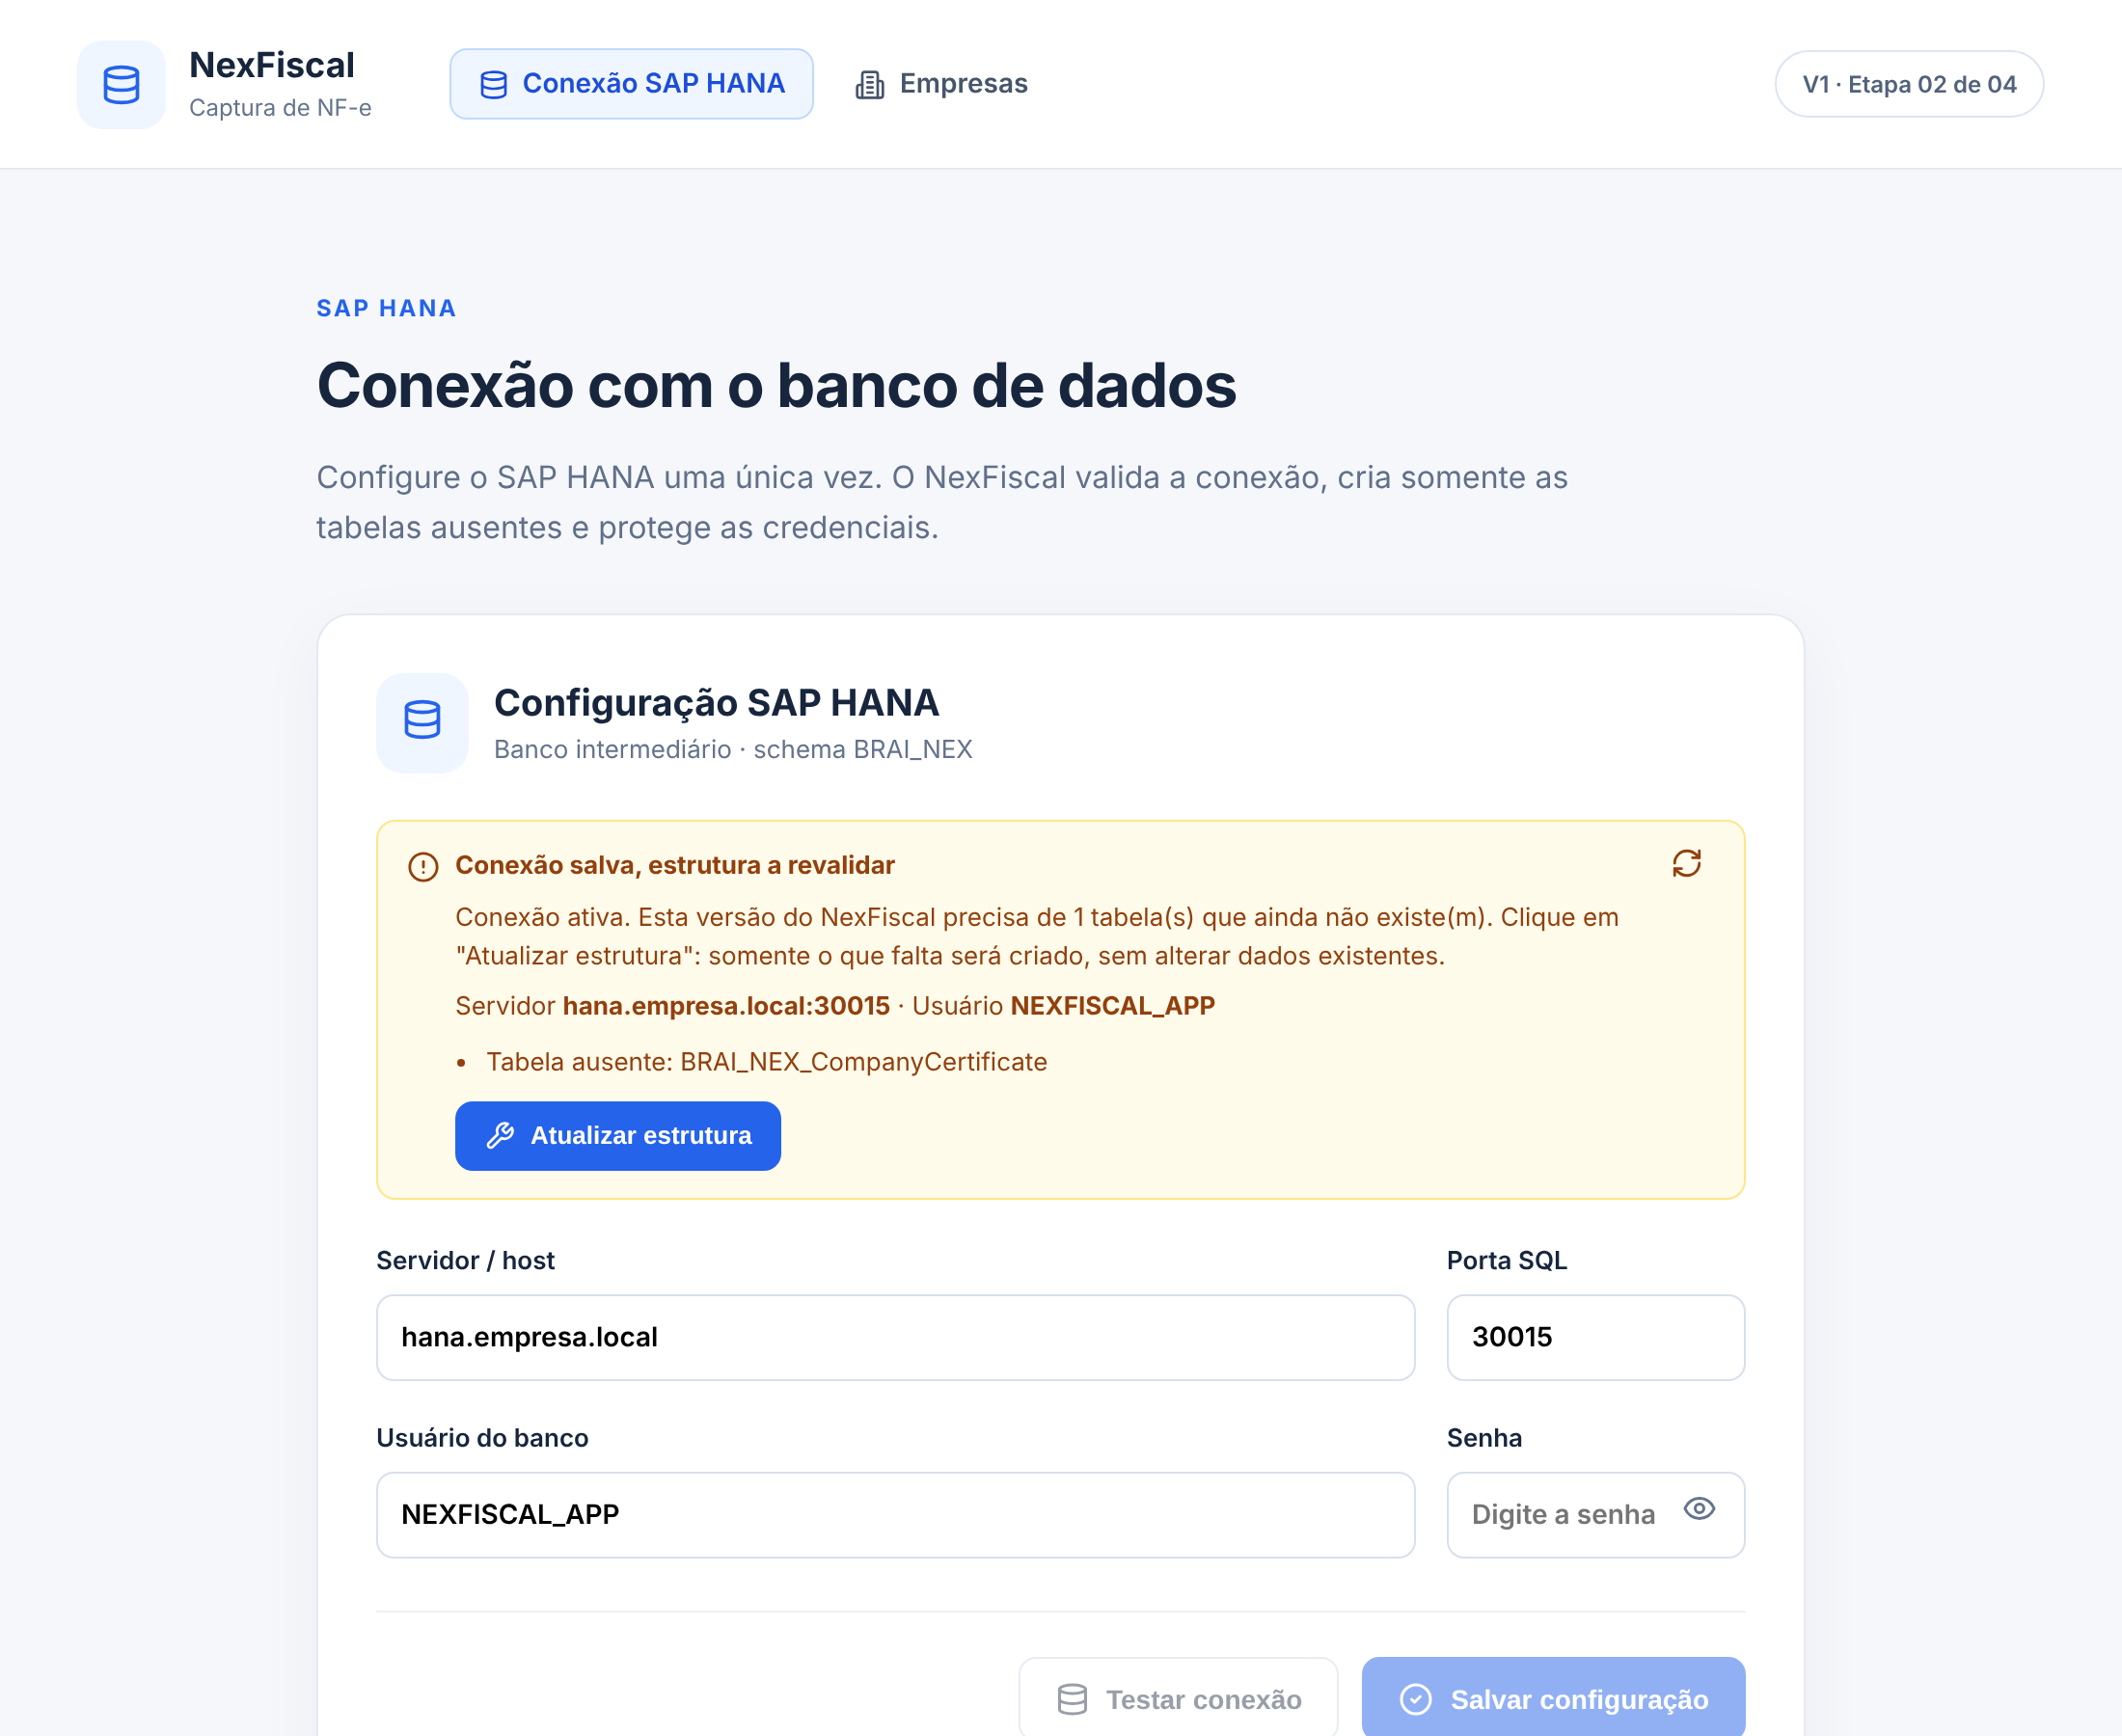 NexFiscal
Captura de NF-e
Conexão SAP HANA
Empresas
V1 · Etapa 02 de 04
SAP HANA
Conexão com o banco de dados
Configure o SAP HANA uma única vez. O NexFiscal valida a conexão, cria somente as
tabelas ausentes e protege as credenciais.
Configuração SAP HANA
Banco intermediário · schema BRAI_NEX
Conexão salva, estrutura a revalidar
Conexão ativa. Esta versão do NexFiscal precisa de 1 tabela(s) que ainda não existe(m). Clique em
"Atualizar estrutura": somente o que falta será criado, sem alterar dados existentes.
Servidor hana.empresa.local:30015 · Usuário NEXFISCAL_APP
• Tabela ausente: BRAI_NEX_CompanyCertificate
Atualizar estrutura
Servidor / host
Porta SQL
hana.empresa.local
30015
Usuário do banco
Senha
NEXFISCAL_APP
Digite a senha
Testar conexão
Salvar configuração